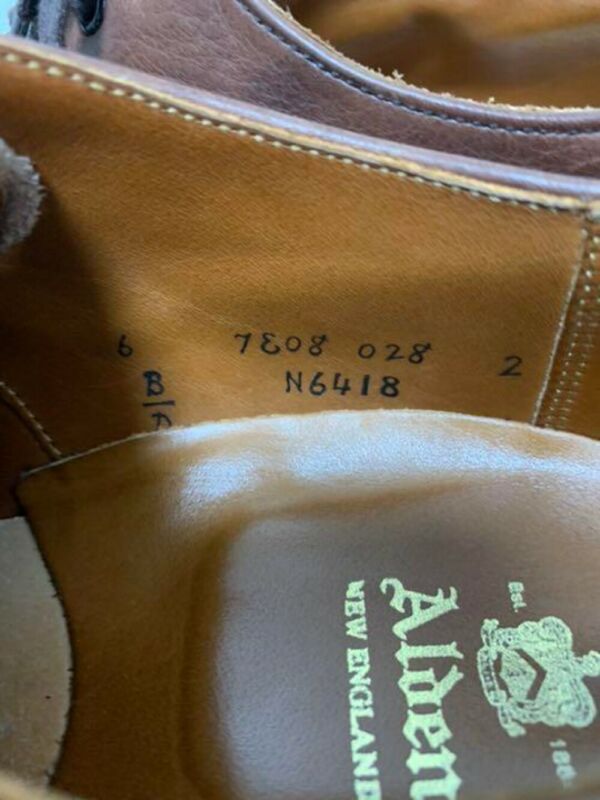 6 7E08 028 2
B/D N6418
Alden
NEW ENGLAND
Est.